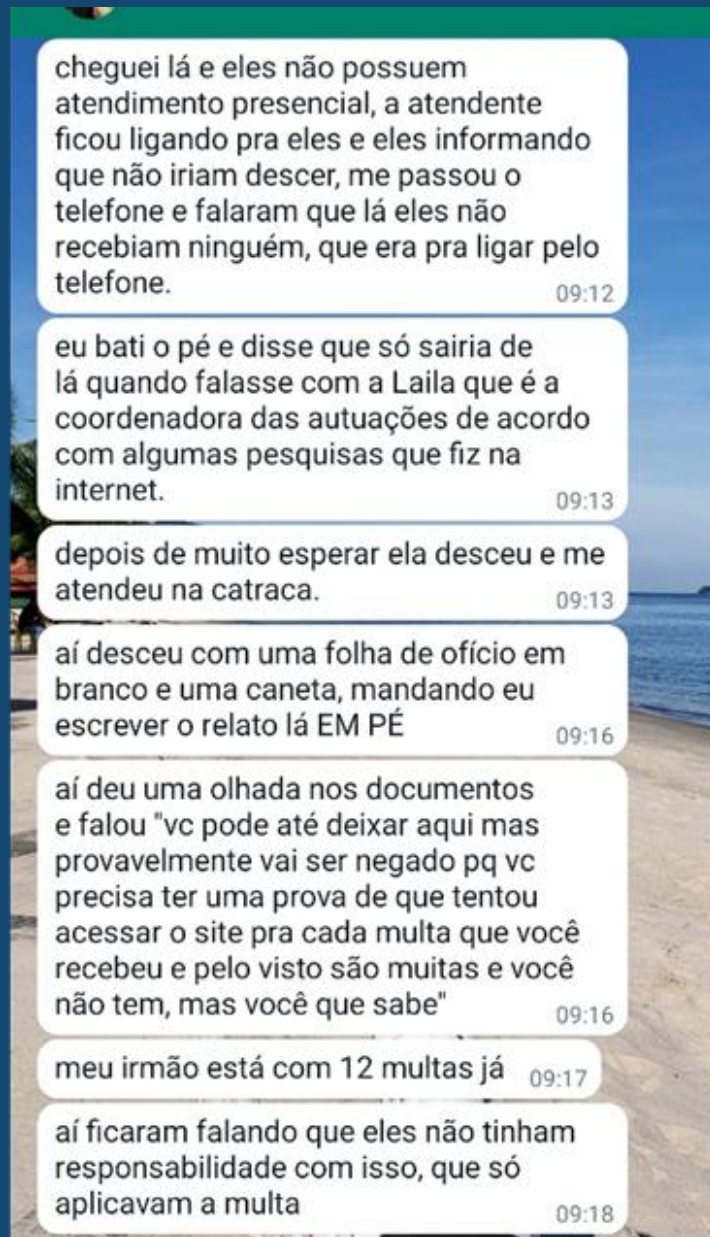 cheguei lá e eles não possuem
atendimento presencial, a atendente
ficou ligando pra eles e eles informando
que não iriam descer, me passou o
telefone e falaram que lá eles não
recebiam ninguém, que era pra ligar pelo
telefone.
09:12
eu bati o pé e disse que só sairia de
lá quando falasse com a Laila que é a
coordenadora das autuações de acordo
com algumas pesquisas que fiz na
internet.
09:13
depois de muito esperar ela desceu e me
atendeu na catraca.
09:13
aí desceu com uma folha de ofício em
branco e uma caneta, mandando eu
escrever o relato lá EM PÉ
09:16
aí deu uma olhada nos documentos
e falou "vc pode até deixar aqui mas
provavelmente vai ser negado pq vc
precisa ter uma prova de que tentou
acessar o site pra cada multa que você
recebeu e pelo visto são muitas e você
não tem, mas você que sabe"
09:16
meu irmão está com 12 multas já 09:17
aí ficaram falando que eles não tinham
responsabilidade com isso, que só
aplicavam a multa
09:18